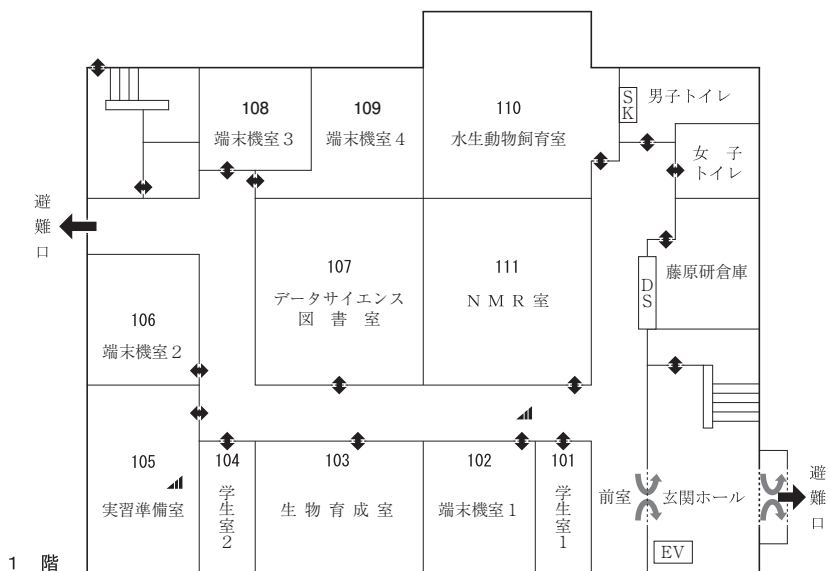 108
端末機室3
109
端末機室4
110
水生動物飼育室
SK
男子トイレ
女子
トイレ
避難口
107
データサイエンス
図書室
111
NMR室
DS
藤原研倉庫
106
端末機室2
105
実習準備室
104
学生室2
103
生物育成室
102
端末機室1
101
学生室1
前室
玄関ホール
避難口
EV
1階